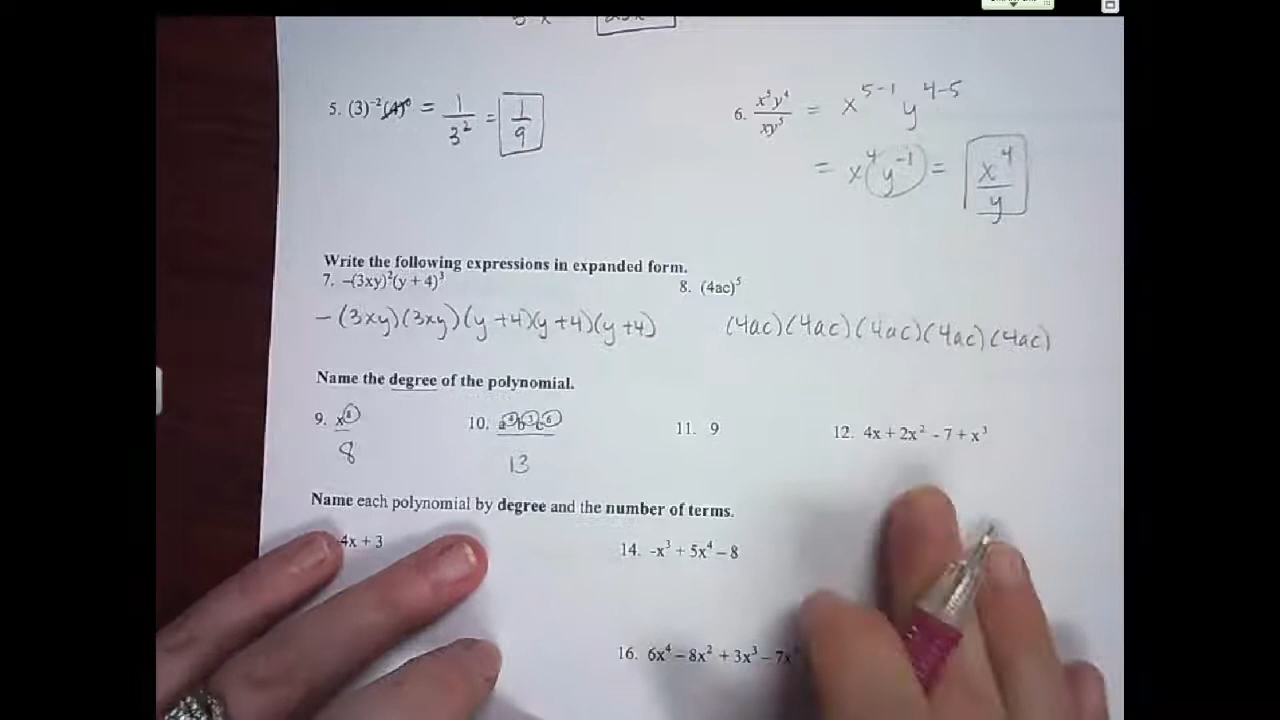 5. (3)⁻²(4)⁰ = 1/3² = 1/9
6. x⁵y⁴/xy⁵ = x⁵⁻¹ y⁴⁻⁵
= x⁴y⁻¹ = x⁴/y
Write the following expressions in expanded form.
7. -(3xy)²(y + 4)³
8. (4ac)⁵
-(3xy)(3xy)(y+4)(y+4)(y+4)
(4ac)(4ac)(4ac)(4ac)(4ac)
Name the degree of the polynomial.
9. x⁸
10. a⁴b³c⁶
11. 9
12. 4x + 2x² - 7 + x³
8
13
Name each polynomial by degree and the number of terms.
4x + 3
14. -x³ + 5x⁴ – 8
16. 6x⁴ – 8x² + 3x³ – 7x